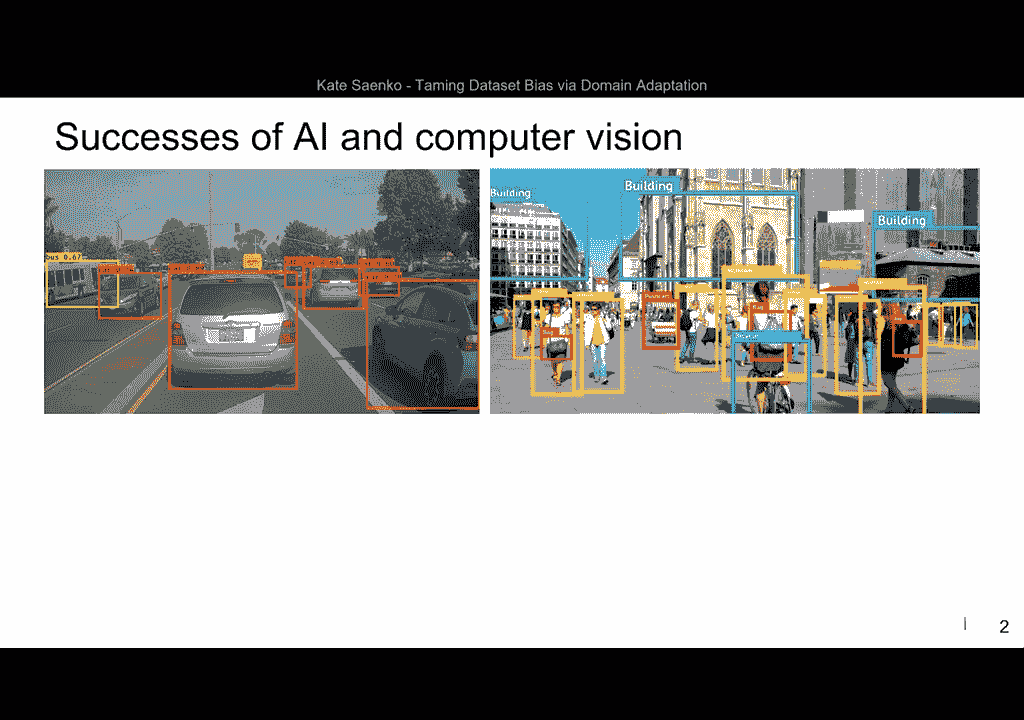 Kate Saenko - Taming Dataset Bias via Domain Adaptation
Successes of AI and computer vision
bus 0.67
Building
Building
Building
Bag
2